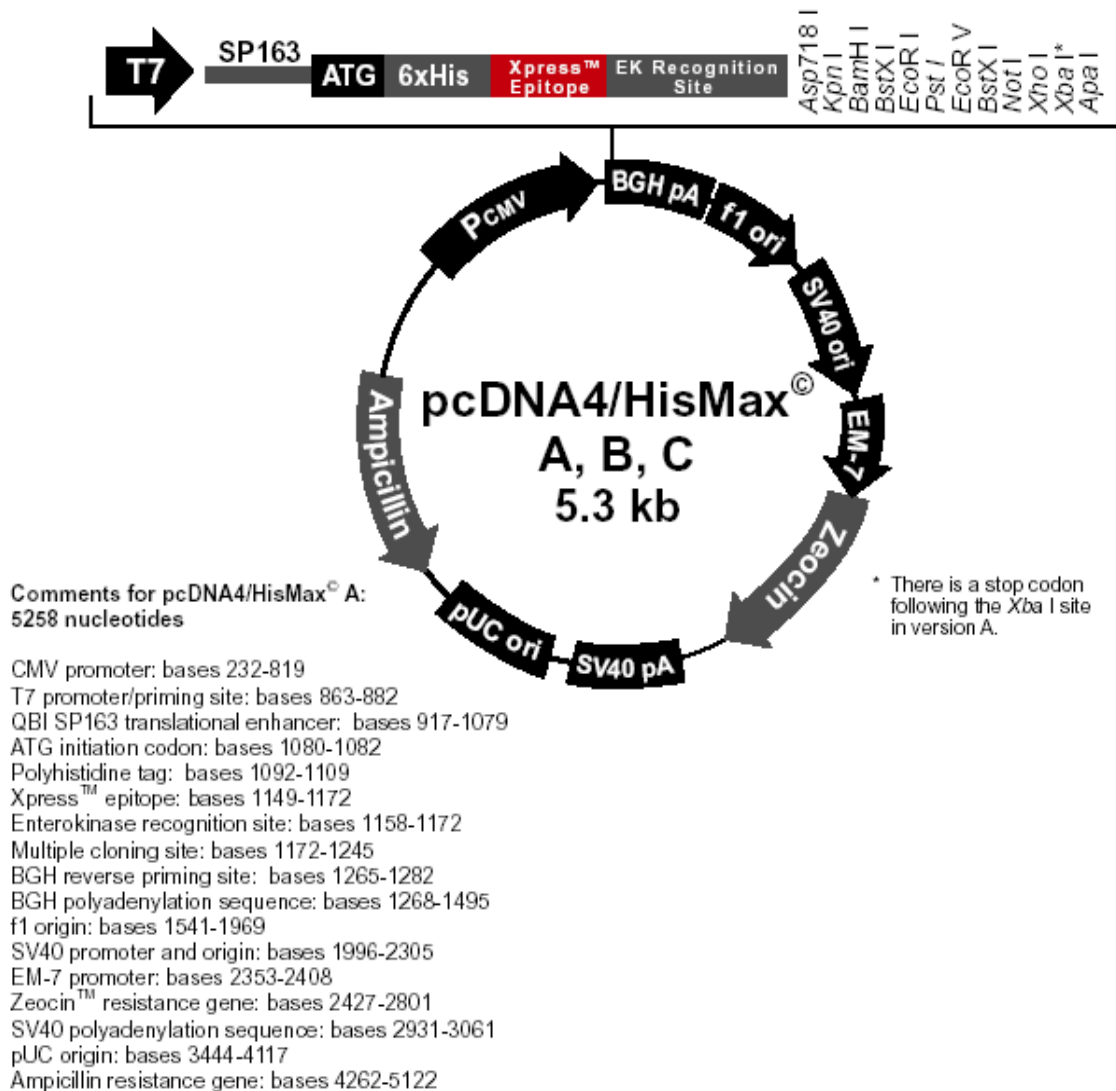 T7
SP163
ATG
6xHis
Xpress™
Epitope
EK Recognition
Site
Asp718 I
Kpn I
BamH I
BstX I
EcoR I
Pst I
EcoR V
BstX I
Not I
Xho I
Xba I*
Apa I
PCMV
BGH pA
f1 ori
SV40 ori
EM-7
Zeocin
SV40 pA
pUC ori
Ampicillin
pcDNA4/HisMax©
A, B, C
5.3 kb
* There is a stop codon
following the Xba I site
in version A.
Comments for pcDNA4/HisMax© A:
5258 nucleotides
CMV promoter: bases 232-819
T7 promoter/priming site: bases 863-882
QBI SP163 translational enhancer: bases 917-1079
ATG initiation codon: bases 1080-1082
Polyhistidine tag: bases 1092-1109
Xpress™ epitope: bases 1149-1172
Enterokinase recognition site: bases 1158-1172
Multiple cloning site: bases 1172-1245
BGH reverse priming site: bases 1265-1282
BGH polyadenylation sequence: bases 1268-1495
f1 origin: bases 1541-1969
SV40 promoter and origin: bases 1996-2305
EM-7 promoter: bases 2353-2408
Zeocin™ resistance gene: bases 2427-2801
SV40 polyadenylation sequence: bases 2931-3061
pUC origin: bases 3444-4117
Ampicillin resistance gene: bases 4262-5122